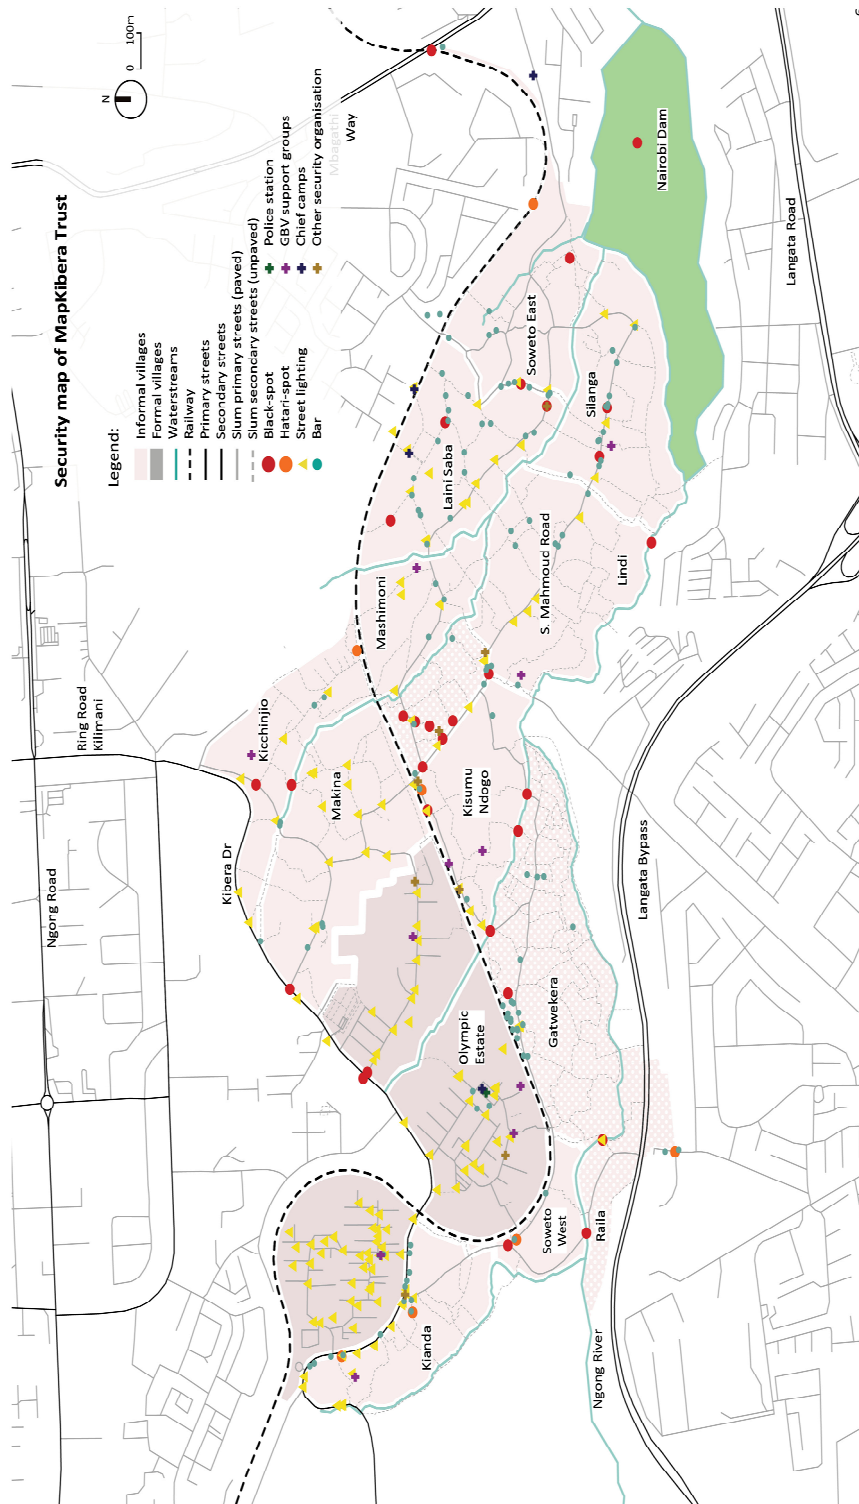 Security map of MapKibera Trust
Legend:
Informal villages
Formal villages
Waterstreams
Railway
Primary streets
Secondary streets
Slum primary streets (paved)
Slum secondary streets (unpaved)
Black-spot
Hatari-spot
Street lighting
Bar
Police station
GBV support groups
Chief camps
Other security organisation
N
0 100m
Mbagathi
Way
Ngong Road
Ring Road
Kilimani
Kibera Dr
Kicchinjio
Makina
Mashimoni
Laini Saba
Soweto East
Silanga
Nairobi Dam
Langata Road
S. Mahmoud Road
Lindi
Kisumu
Ndogo
Langata Bypass
Olympic
Estate
Gatwekera
Soweto
West
Raila
Kianda
Ngong River